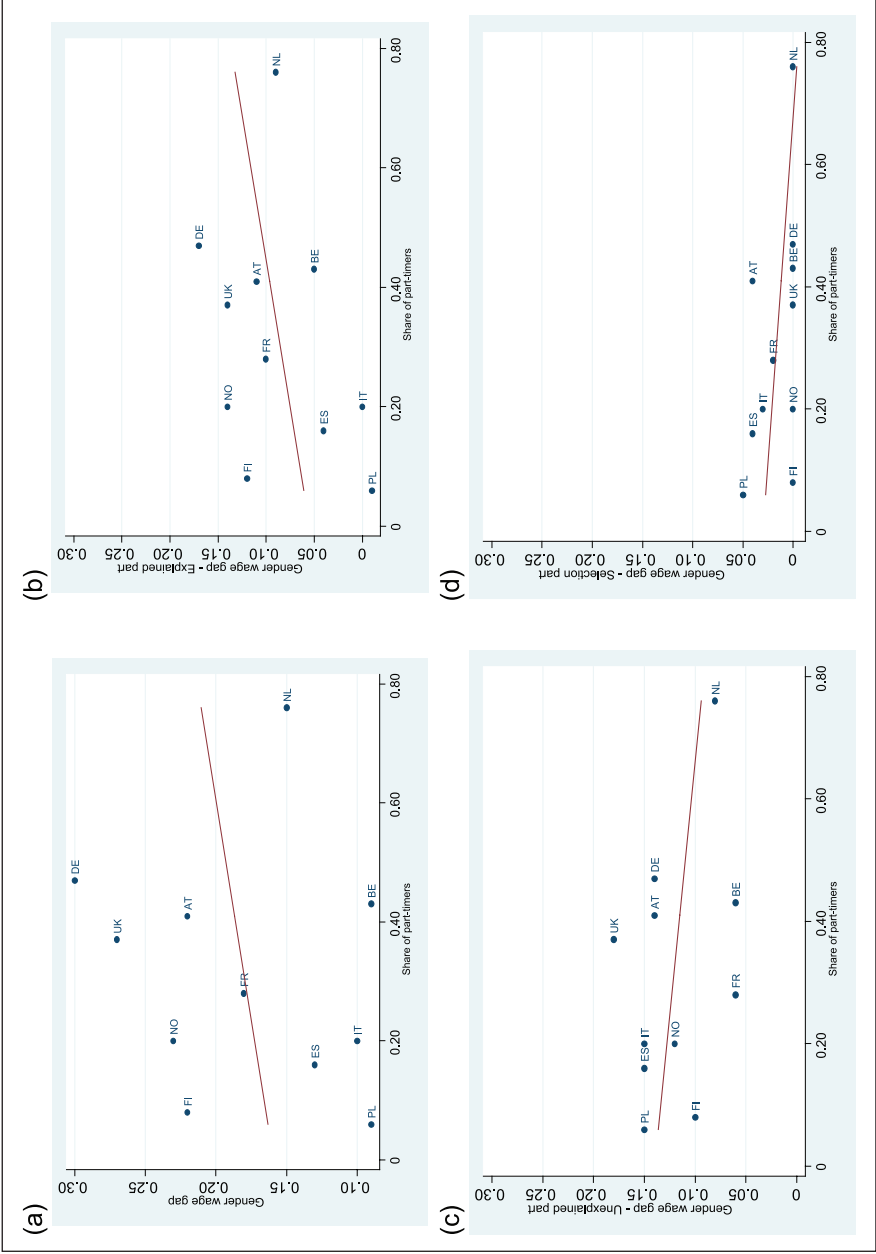 (a)
Gender wage gap
0.30
0.25
0.20
0.15
0.10
DE
UK
NO
FI
AT
FR
NL
ES
IT
PL
BE
0
0.20
0.40
0.60
0.80
Share of part-timers
(b)
Gender wage gap - Explained part
0.30
0.25
0.20
0.15
0.10
0.05
0
DE
UK
NO
FI
AT
FR
NL
BE
ES
IT
PL
0
0.20
0.40
0.60
0.80
Share of part-timers
(c)
Gender wage gap - Unexplained part
0.30
0.25
0.20
0.15
0.10
0.05
0
UK
PL
ES
IT
AT
DE
NO
FI
NL
FR
BE
0
0.20
0.40
0.60
0.80
Share of part-timers
(d)
Gender wage gap - Selection part
0.30
0.25
0.20
0.15
0.10
0.05
0
PL
ES
AT
IT
FR
FI
NO
UK
BE
DE
NL
0
0.20
0.40
0.60
0.80
Share of part-timers